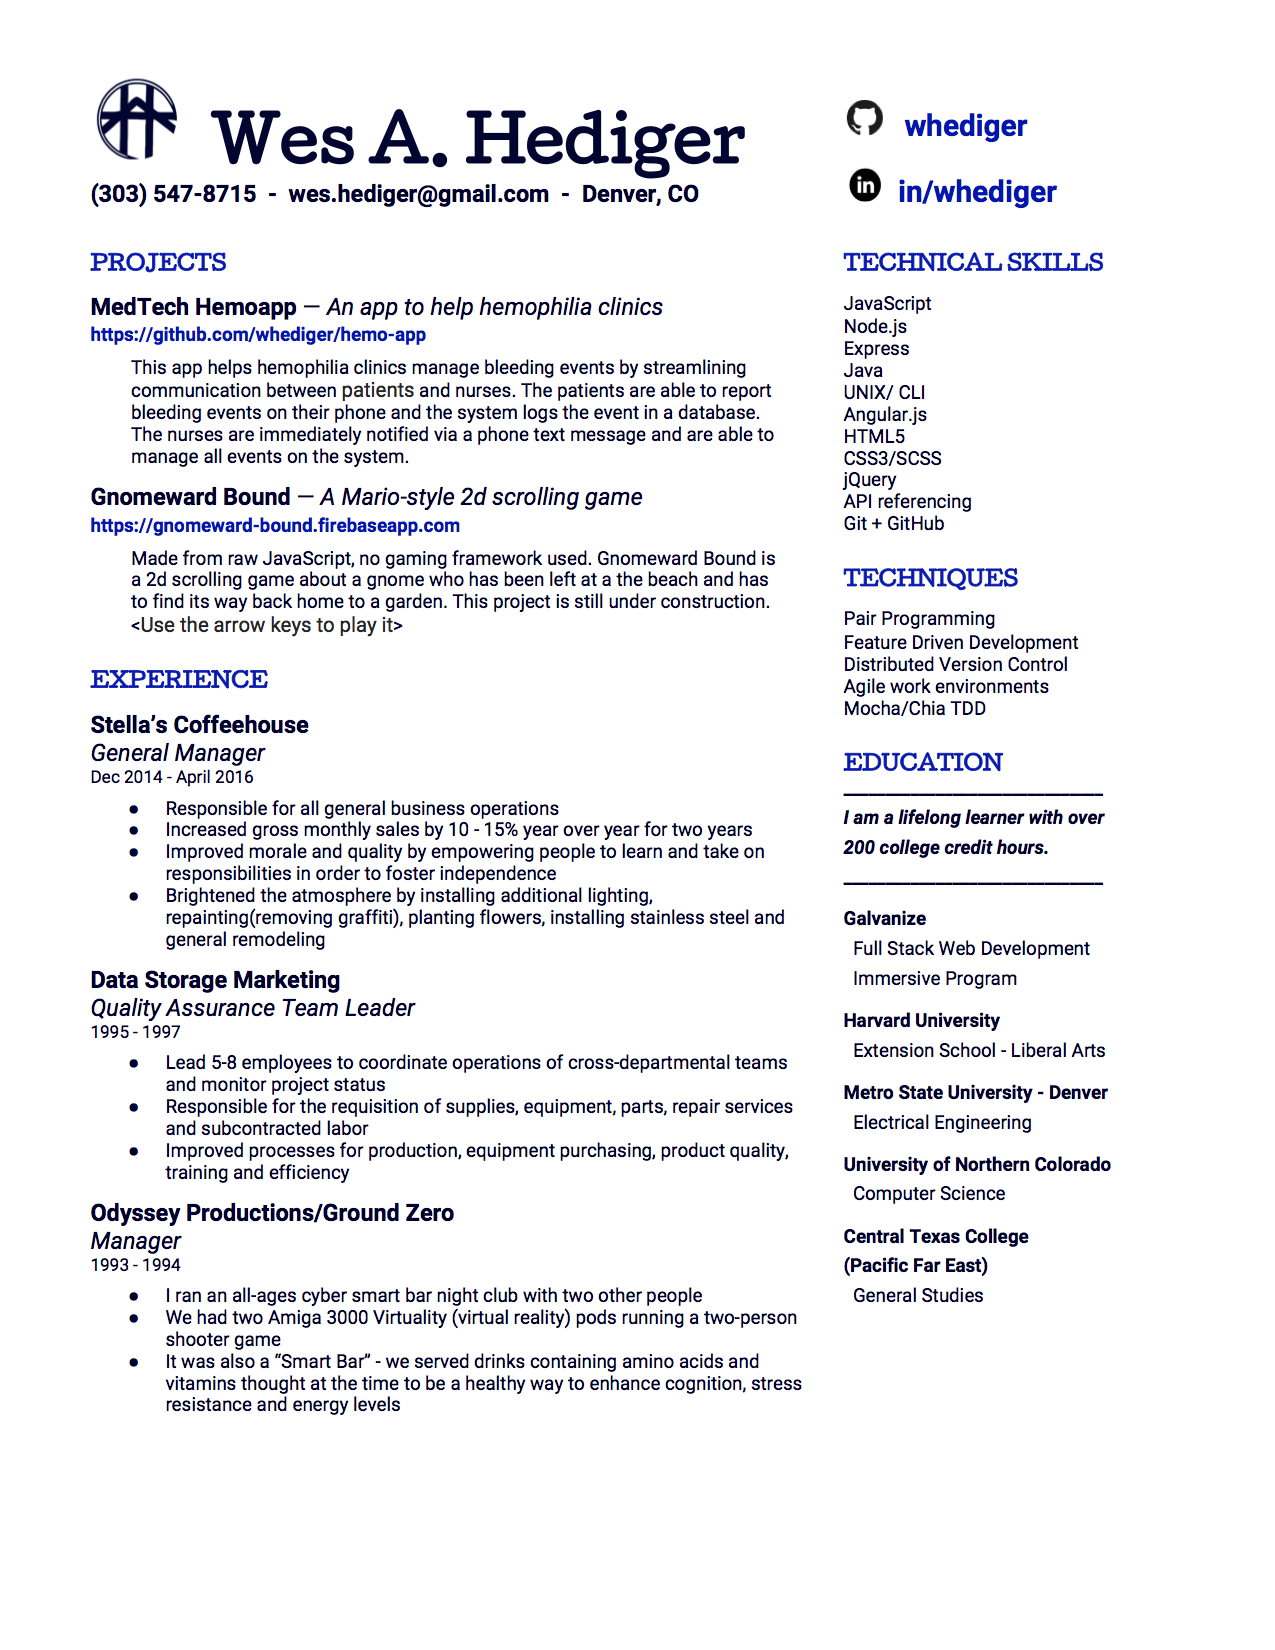 Wes A. Hediger
(303) 547-8715 - wes.hediger@gmail.com - Denver, CO
whediger
in/whediger
PROJECTS
MedTech Hemoapp — An app to help hemophilia clinics
https://github.com/whediger/hemo-app
This app helps hemophilia clinics manage bleeding events by streamlining
communication between patients and nurses. The patients are able to report
bleeding events on their phone and the system logs the event in a database.
The nurses are immediately notified via a phone text message and are able to
manage all events on the system.
Gnomeward Bound — A Mario-style 2d scrolling game
https://gnomeward-bound.firebaseapp.com
Made from raw JavaScript, no gaming framework used. Gnomeward Bound is
a 2d scrolling game about a gnome who has been left at a the beach and has
to find its way back home to a garden. This project is still under construction.
<Use the arrow keys to play it>
EXPERIENCE
Stella’s Coffeehouse
General Manager
Dec 2014 - April 2016
● Responsible for all general business operations
● Increased gross monthly sales by 10 - 15% year over year for two years
● Improved morale and quality by empowering people to learn and take on
responsibilities in order to foster independence
● Brightened the atmosphere by installing additional lighting,
repainting(removing graffiti), planting flowers, installing stainless steel and
general remodeling
Data Storage Marketing
Quality Assurance Team Leader
1995 - 1997
● Lead 5-8 employees to coordinate operations of cross-departmental teams
and monitor project status
● Responsible for the requisition of supplies, equipment, parts, repair services
and subcontracted labor
● Improved processes for production, equipment purchasing, product quality,
training and efficiency
Odyssey Productions/Ground Zero
Manager
1993 - 1994
● I ran an all-ages cyber smart bar night club with two other people
● We had two Amiga 3000 Virtuality (virtual reality) pods running a two-person
shooter game
● It was also a “Smart Bar” - we served drinks containing amino acids and
vitamins thought at the time to be a healthy way to enhance cognition, stress
resistance and energy levels
TECHNICAL SKILLS
JavaScript
Node.js
Express
Java
UNIX/ CLI
Angular.js
HTML5
CSS3/SCSS
jQuery
API referencing
Git + GitHub
TECHNIQUES
Pair Programming
Feature Driven Development
Distributed Version Control
Agile work environments
Mocha/Chia TDD
EDUCATION
I am a lifelong learner with over
200 college credit hours.
Galvanize
Full Stack Web Development
Immersive Program
Harvard University
Extension School - Liberal Arts
Metro State University - Denver
Electrical Engineering
University of Northern Colorado
Computer Science
Central Texas College
(Pacific Far East)
General Studies